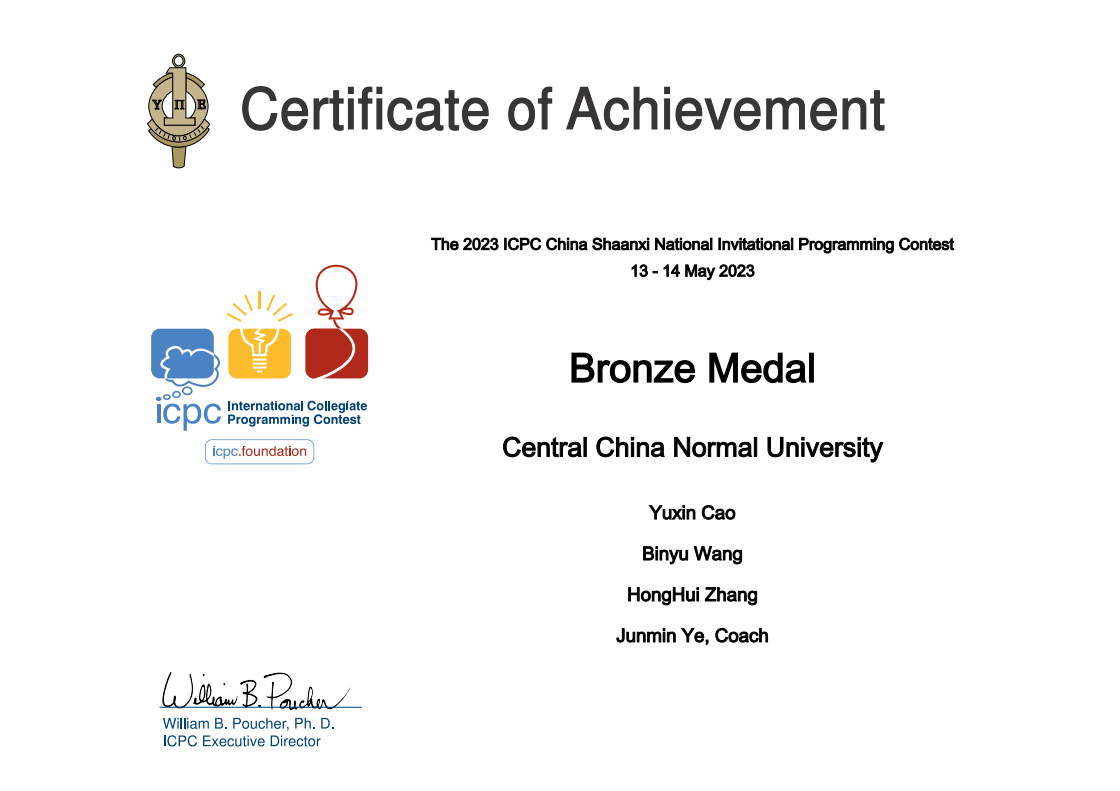 Υ Π Ε
1101011
Certificate of Achievement
The 2023 ICPC China Shaanxi National Invitational Programming Contest
13 - 14 May 2023
Bronze Medal
Central China Normal University
Yuxin Cao
Binyu Wang
HongHui Zhang
Junmin Ye, Coach
icpc International Collegiate
Programming Contest
icpc.foundation
William B. Poucher
William B. Poucher, Ph. D.
ICPC Executive Director